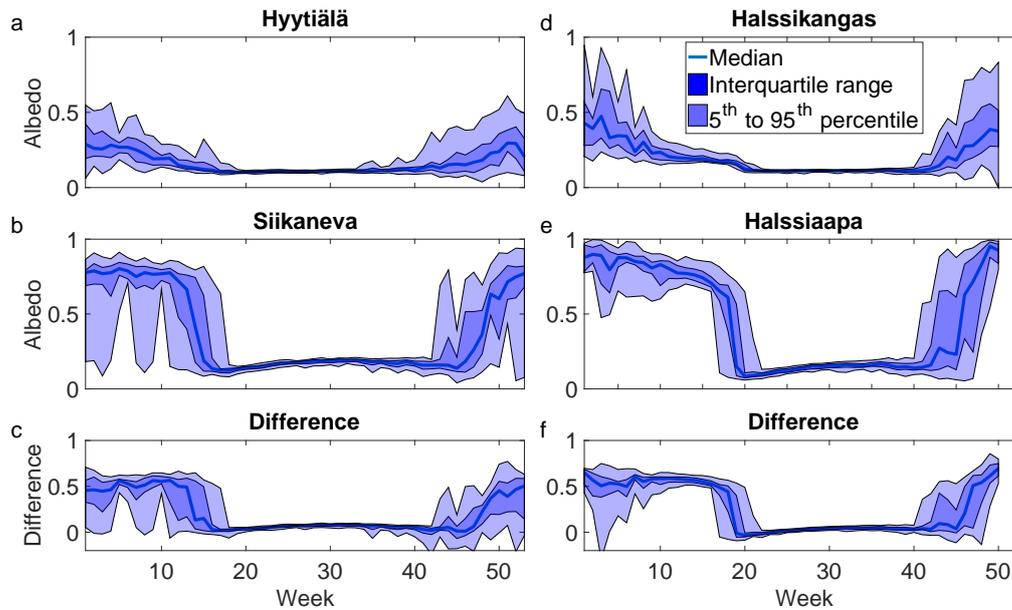 a
Hyytiälä
1
0.5
0
Albedo
d
Halssikangas
1
0.5
0
Median
Interquartile range
5th to 95th percentile
b
Siikaneva
1
0.5
0
Albedo
e
Halssiaapa
1
0.5
0
c
Difference
1
0.5
0
Difference
10 20 30 40 50
Week
f
Difference
1
0.5
0
10 20 30 40 50
Week